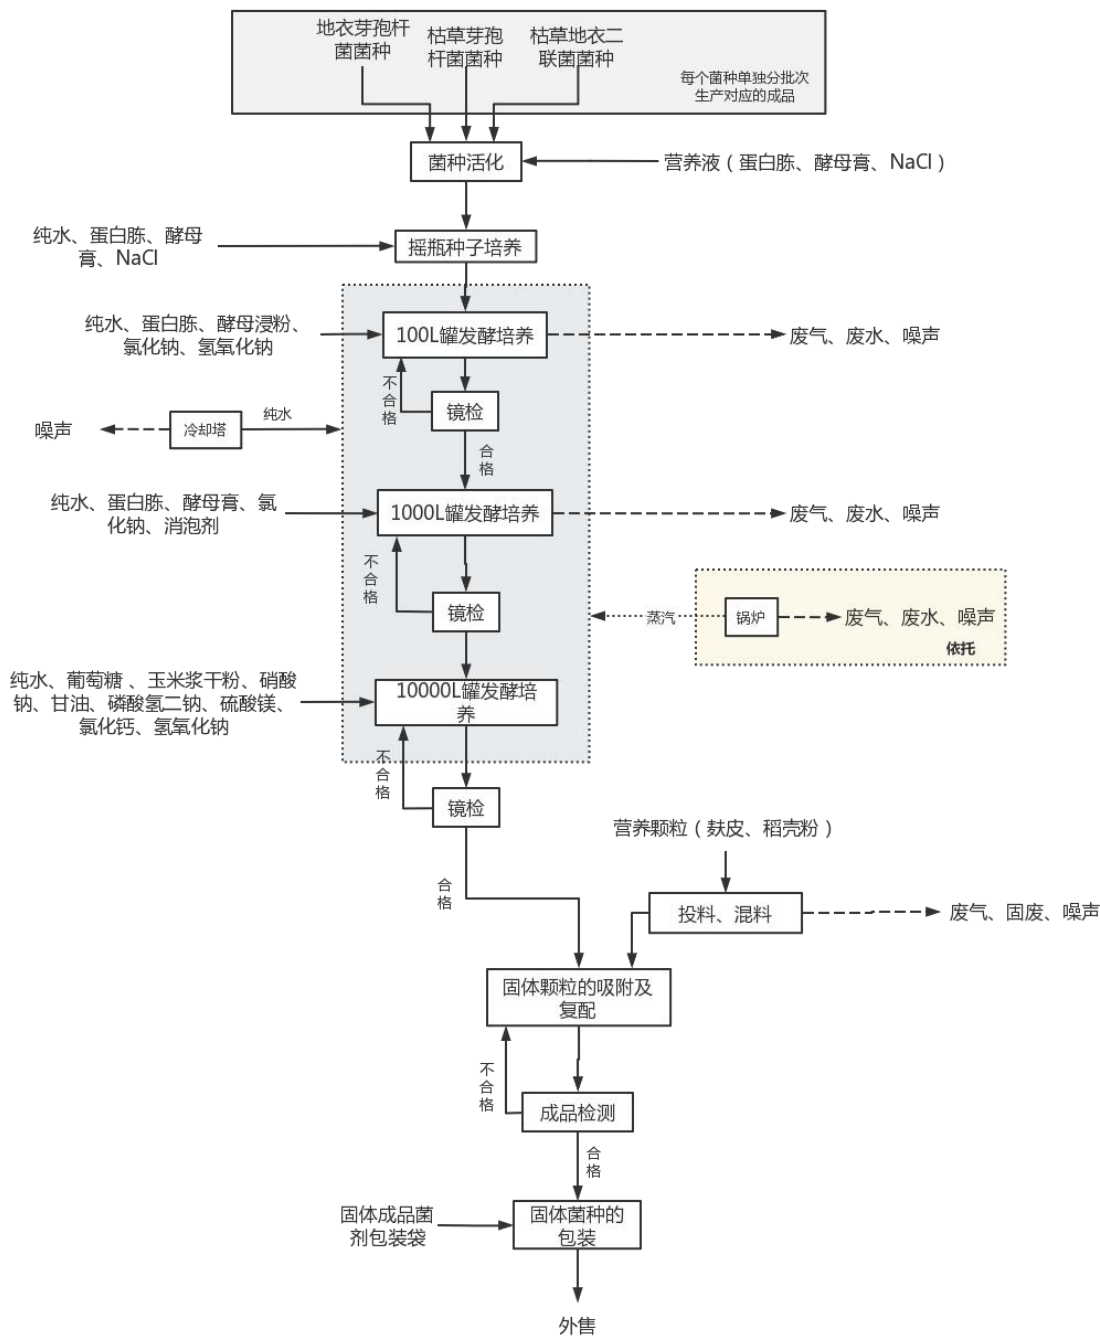 地衣芽孢杆
菌菌种
枯草芽孢
杆菌菌种
枯草地衣二
联菌菌种
每个菌种单独分批次
生产对应的成品
菌种活化
营养液（蛋白胨、酵母膏、NaCl）
纯水、蛋白胨、酵母
膏、NaCl
摇瓶种子培养
纯水、蛋白胨、酵母浸粉、
氯化钠、氢氧化钠
100L罐发酵培养
废气、废水、噪声
不合格
镜检
噪声
冷却塔
纯水
合格
纯水、蛋白胨、酵母膏、氯
化钠、消泡剂
1000L罐发酵培养
废气、废水、噪声
不合格
镜检
蒸汽
锅炉
废气、废水、噪声
依托
纯水、葡萄糖 、玉米浆干粉、硝酸
钠、甘油、磷酸氢二钠、硫酸镁、
氯化钙、氢氧化钠
10000L罐发酵培
养
不合格
镜检
营养颗粒（麸皮、稻壳粉）
合格
投料、混料
废气、固废、噪声
固体颗粒的吸附及
复配
不合格
成品检测
合格
固体成品菌
剂包装袋
固体菌种的
包装
外售